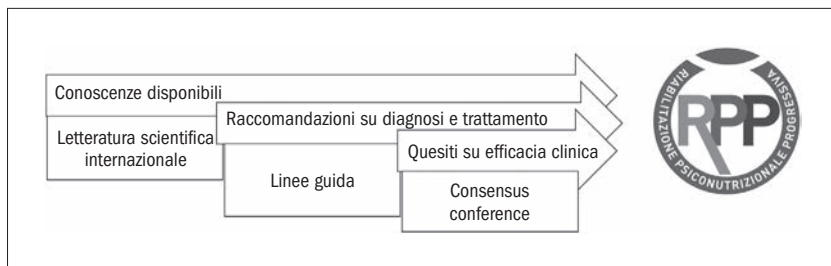 Conoscenze disponibili
Letteratura scientifica
internazionale
Raccomandazioni su diagnosi e trattamento
Linee guida
Quesiti su efficacia clinica
Consensus
conference
RPP
RIABILITAZIONE PSICONUTRIZIONALE PROGRESSIVA